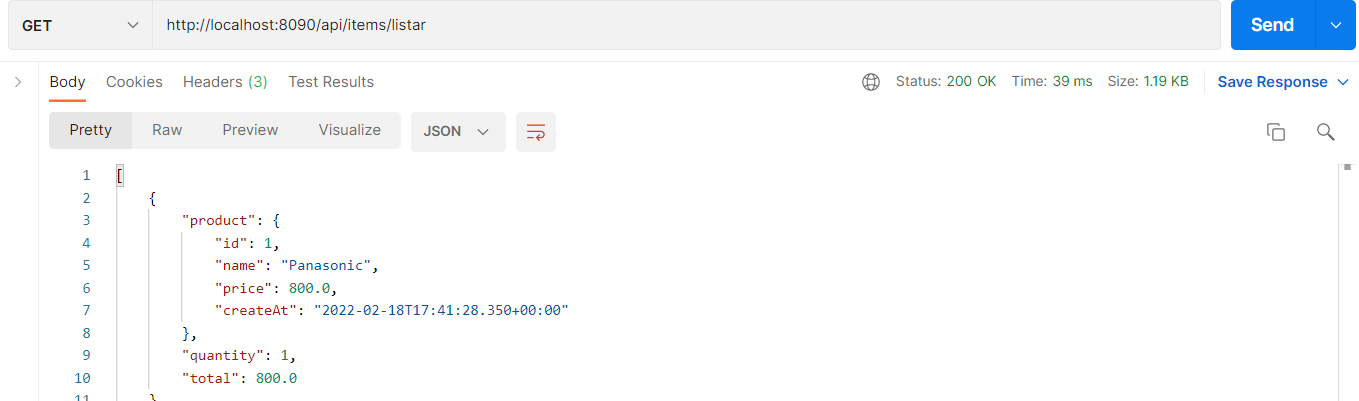 GET http://localhost:8090/api/items/listar Send
Body Cookies Headers (3) Test Results Status: 200 OK Time: 39 ms Size: 1.19 KB Save Response
Pretty Raw Preview Visualize JSON
1 [
2 {
3 "product": {
4 "id": 1,
5 "name": "Panasonic",
6 "price": 800.0,
7 "createAt": "2022-02-18T17:41:28.350+00:00"
8 },
9 "quantity": 1,
10 "total": 800.0
11 }